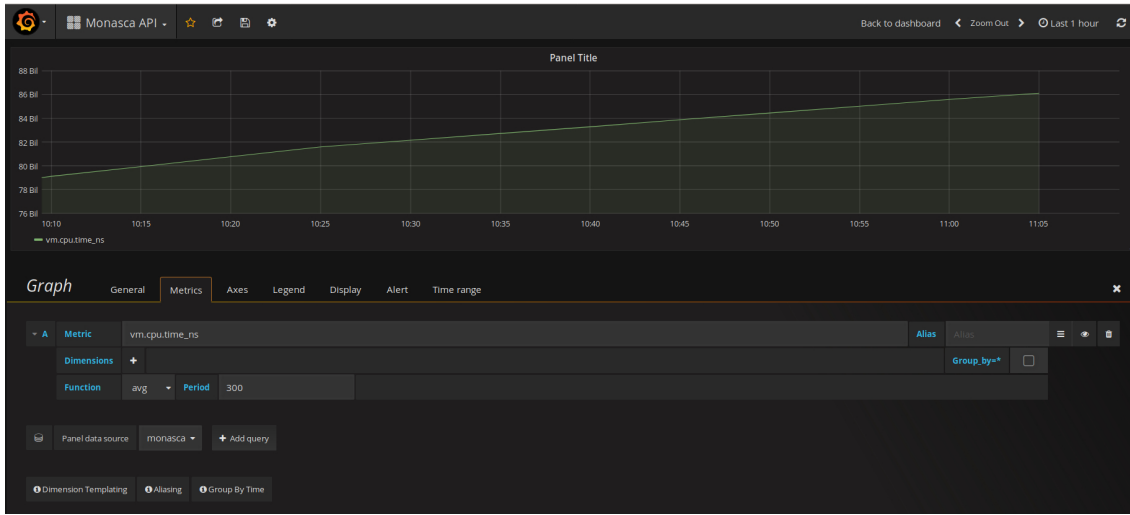 Monasca API
Back to dashboard Zoom Out Last 1 hour
Panel Title
88 Bil
86 Bil
84 Bil
82 Bil
80 Bil
78 Bil
76 Bil
10:10 10:15 10:20 10:25 10:30 10:35 10:40 10:45 10:50 10:55 11:00 11:05
vm.cpu.time_ns
Graph General Metrics Axes Legend Display Alert Time range
A Metric vm.cpu.time_ns Alias Alias
Dimensions + Group_by=*
Function avg Period 300
Panel data source monasca + Add query
Dimension Templating Aliasing Group By Time